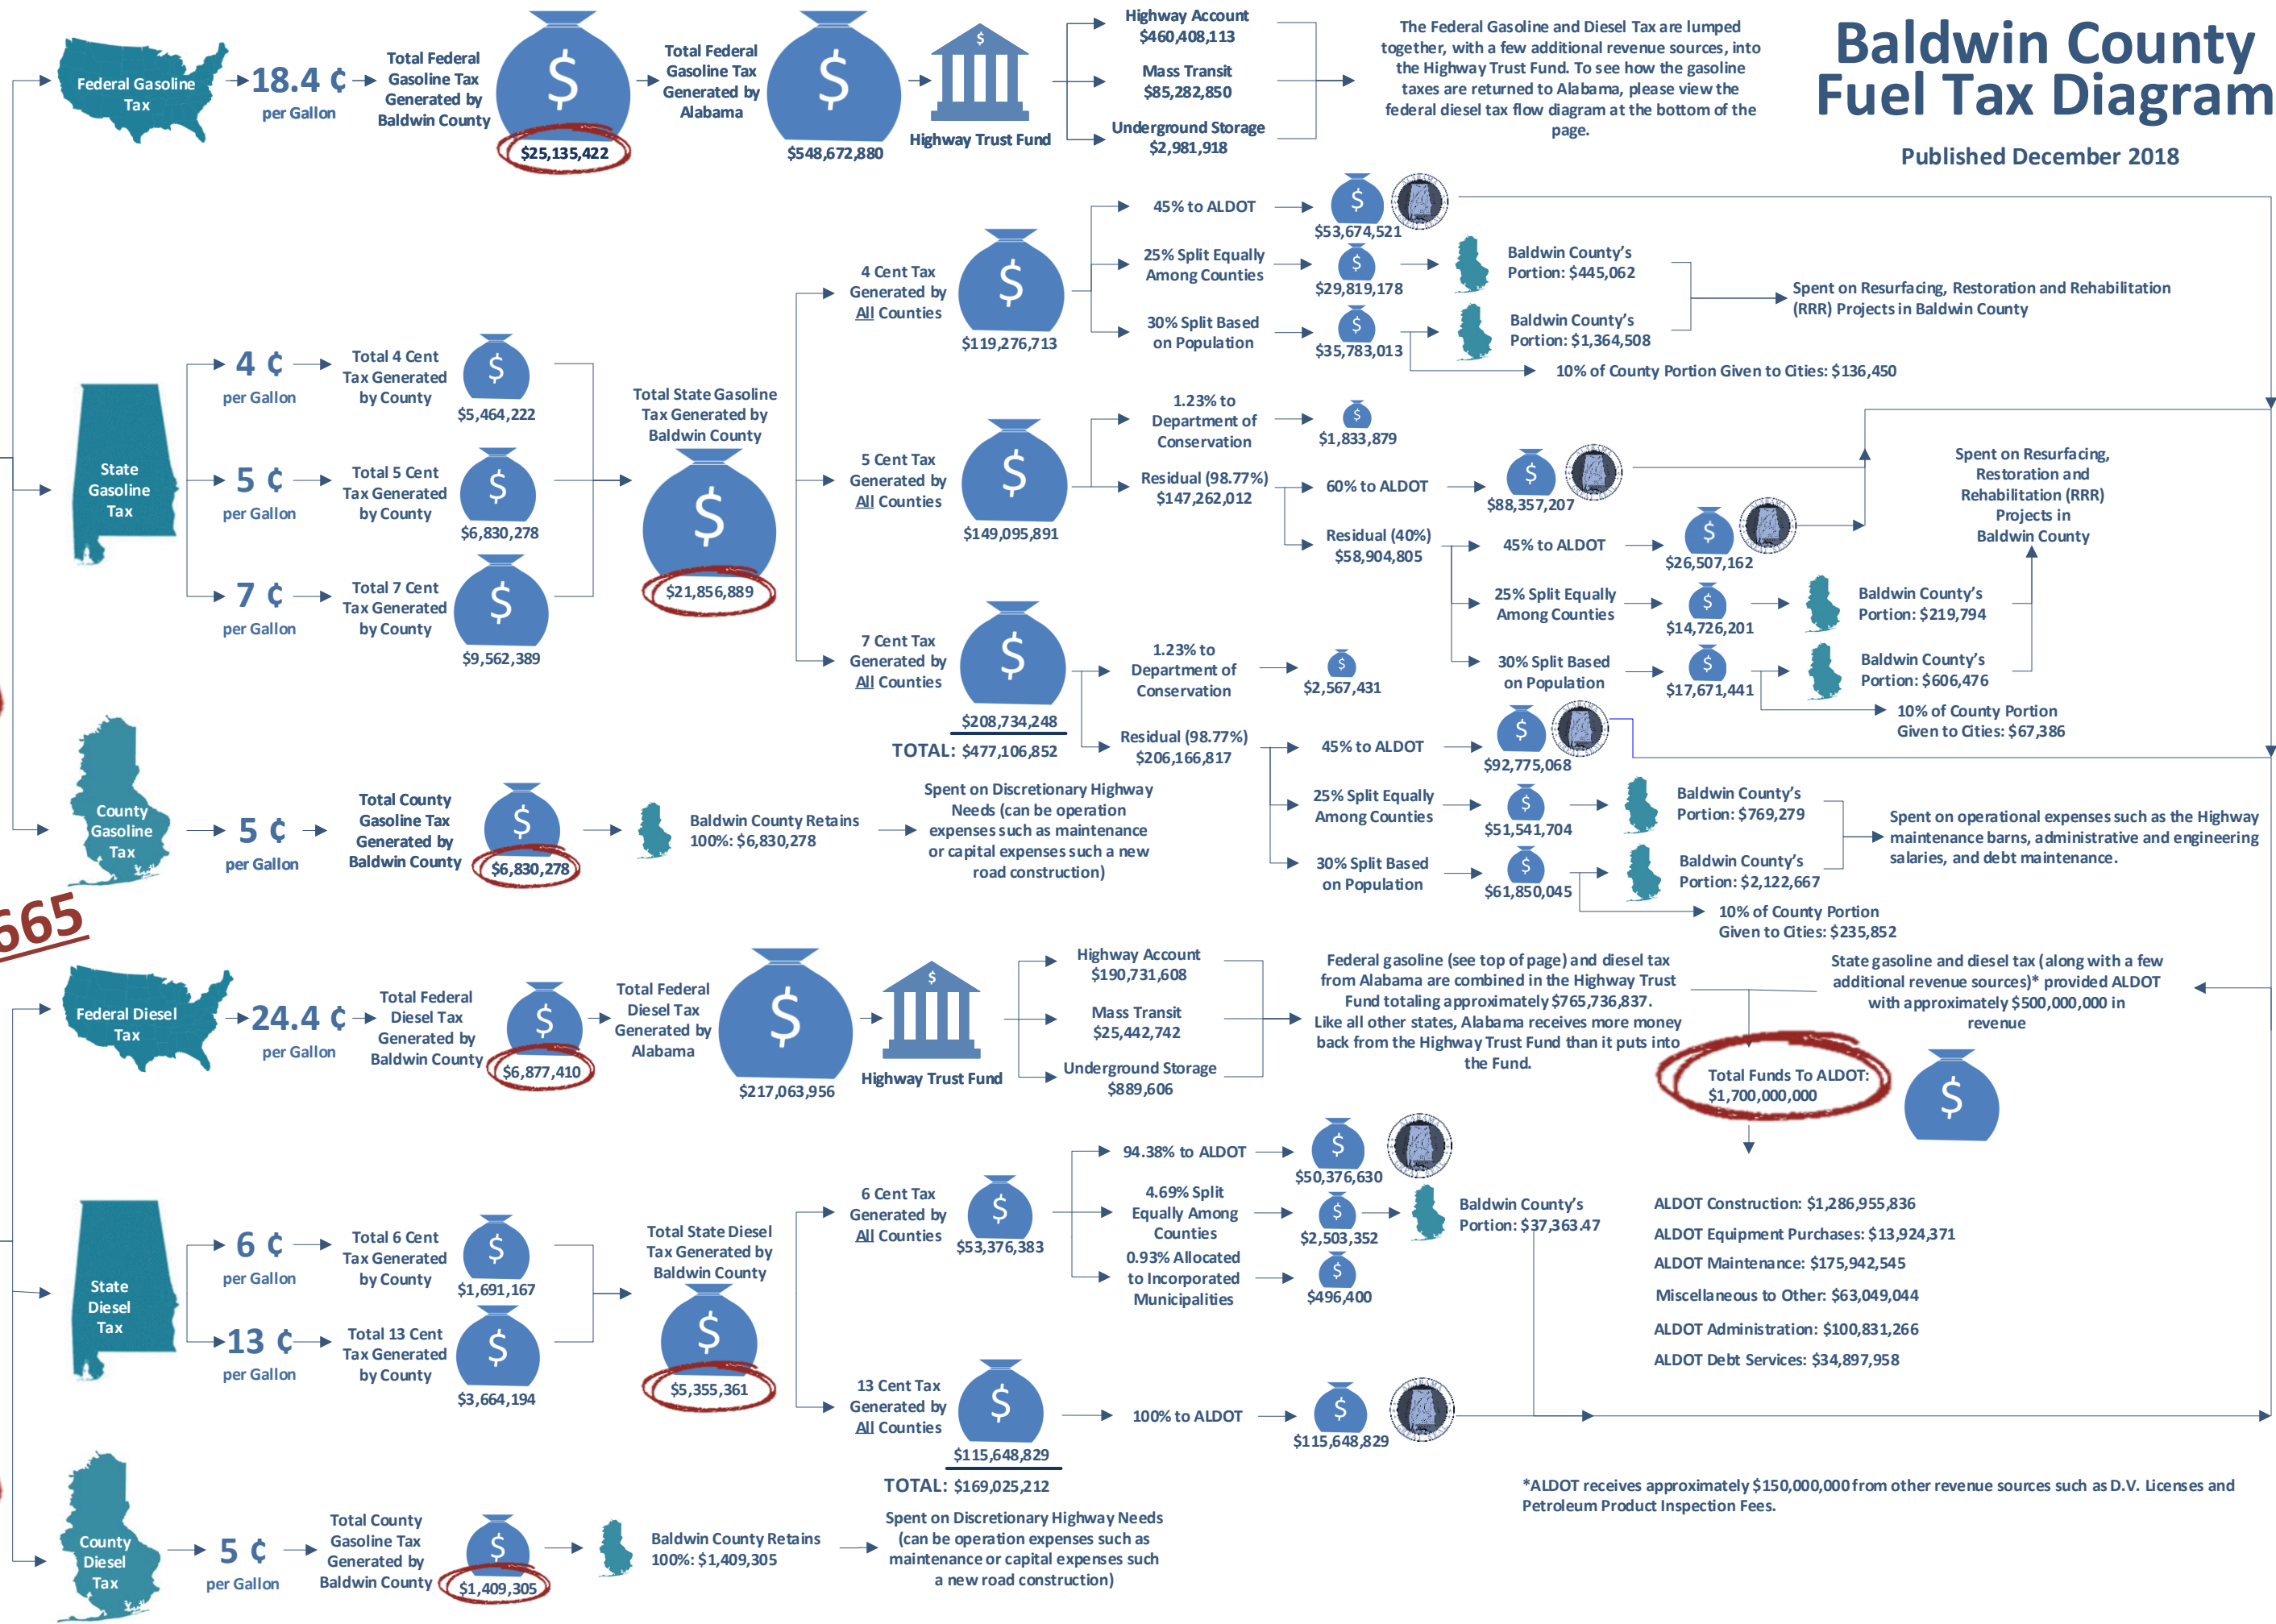 Baldwin County
Fuel Tax Diagram
Published December 2018
Federal Gasoline
Tax
18.4 ¢
per Gallon
Total Federal
Gasoline Tax
Generated by
Baldwin County
$
$25,135,422
Total Federal
Gasoline Tax
Generated by
Alabama
$
$548,672,880
$
Highway Trust Fund
Highway Account
$460,408,113
Mass Transit
$85,282,850
Underground Storage
$2,981,918
The Federal Gasoline and Diesel Tax are lumped
together, with a few additional revenue sources, into
the Highway Trust Fund. To see how the gasoline
taxes are returned to Alabama, please view the
federal diesel tax flow diagram at the bottom of the
page.
State
Gasoline
Tax
4 ¢
per Gallon
Total 4 Cent
Tax Generated
by County
$
$5,464,222
5 ¢
per Gallon
Total 5 Cent
Tax Generated
by County
$
$6,830,278
7 ¢
per Gallon
Total 7 Cent
Tax Generated
by County
$
$9,562,389
Total State Gasoline
Tax Generated by
Baldwin County
$
$21,856,889
4 Cent Tax
Generated by
All Counties
$
$119,276,713
45% to ALDOT
$
$53,674,521
25% Split Equally
Among Counties
$
$29,819,178
Baldwin County's
Portion: $445,062
30% Split Based
on Population
$
$35,783,013
Baldwin County's
Portion: $1,364,508
10% of County Portion Given to Cities: $136,450
Spent on Resurfacing, Restoration and Rehabilitation
(RRR) Projects in Baldwin County
5 Cent Tax
Generated by
All Counties
$
$149,095,891
1.23% to
Department of
Conservation
$
$1,833,879
Residual (98.77%)
$147,262,012
60% to ALDOT
$
$88,357,207
Residual (40%)
$58,904,805
45% to ALDOT
$
$26,507,162
25% Split Equally
Among Counties
$
$14,726,201
Baldwin County's
Portion: $219,794
30% Split Based
on Population
$
$17,671,441
Baldwin County's
Portion: $606,476
10% of County Portion
Given to Cities: $67,386
Spent on Resurfacing,
Restoration and
Rehabilitation (RRR)
Projects in
Baldwin County
7 Cent Tax
Generated by
All Counties
$
$208,734,248
TOTAL: $477,106,852
1.23% to
Department of
Conservation
$
$2,567,431
Residual (98.77%)
$206,166,817
45% to ALDOT
$
$92,775,068
25% Split Equally
Among Counties
$
$51,541,704
Baldwin County's
Portion: $769,279
30% Split Based
on Population
$
$61,850,045
Baldwin County's
Portion: $2,122,667
10% of County Portion
Given to Cities: $235,852
Spent on operational expenses such as the Highway
maintenance barns, administrative and engineering
salaries, and debt maintenance.
County
Gasoline
Tax
5 ¢
per Gallon
Total County
Gasoline Tax
Generated by
Baldwin County
$
$6,830,278
Baldwin County Retains
100%: $6,830,278
Spent on Discretionary Highway
Needs (can be operation
expenses such as maintenance
or capital expenses such a new
road construction)
665
Federal Diesel
Tax
24.4 ¢
per Gallon
Total Federal
Diesel Tax
Generated by
Baldwin County
$
$6,877,410
Total Federal
Diesel Tax
Generated by
Alabama
$
$217,063,956
$
Highway Trust Fund
Highway Account
$190,731,608
Mass Transit
$25,442,742
Underground Storage
$889,606
Federal gasoline (see top of page) and diesel tax
from Alabama are combined in the Highway Trust
Fund totaling approximately $765,736,837.
Like all other states, Alabama receives more money
back from the Highway Trust Fund than it puts into
the Fund.
State gasoline and diesel tax (along with a few
additional revenue sources)* provided ALDOT
with approximately $500,000,000 in
revenue
Total Funds To ALDOT:
$1,700,000,000
$
ALDOT Construction: $1,286,955,836
ALDOT Equipment Purchases: $13,924,371
ALDOT Maintenance: $175,942,545
Miscellaneous to Other: $63,049,044
ALDOT Administration: $100,831,266
ALDOT Debt Services: $34,897,958
State
Diesel
Tax
6 ¢
per Gallon
Total 6 Cent
Tax Generated
by County
$
$1,691,167
13 ¢
per Gallon
Total 13 Cent
Tax Generated
by County
$
$3,664,194
Total State Diesel
Tax Generated by
Baldwin County
$
$5,355,361
6 Cent Tax
Generated by
All Counties
$
$53,376,383
94.38% to ALDOT
$
$50,376,630
4.69% Split
Equally Among
Counties
$
$2,503,352
Baldwin County's
Portion: $37,363.47
0.93% Allocated
to Incorporated
Municipalities
$
$496,400
13 Cent Tax
Generated by
All Counties
$
$115,648,829
TOTAL: $169,025,212
100% to ALDOT
$
$115,648,829
*ALDOT receives approximately $150,000,000 from other revenue sources such as D.V. Licenses and
Petroleum Product Inspection Fees.
County
Diesel
Tax
5 ¢
per Gallon
Total County
Gasoline Tax
Generated by
Baldwin County
$
$1,409,305
Baldwin County Retains
100%: $1,409,305
Spent on Discretionary Highway Needs
(can be operation expenses such as
maintenance or capital expenses such
a new road construction)